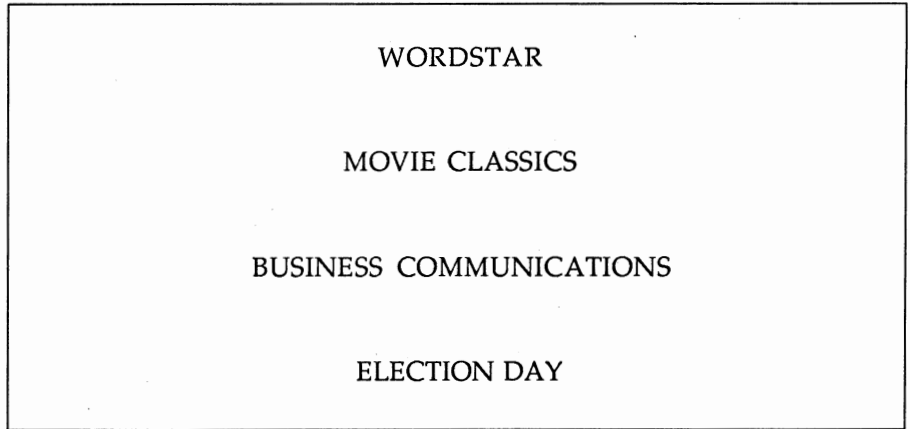 WORDSTAR
MOVIE CLASSICS
BUSINESS COMMUNICATIONS
ELECTION DAY